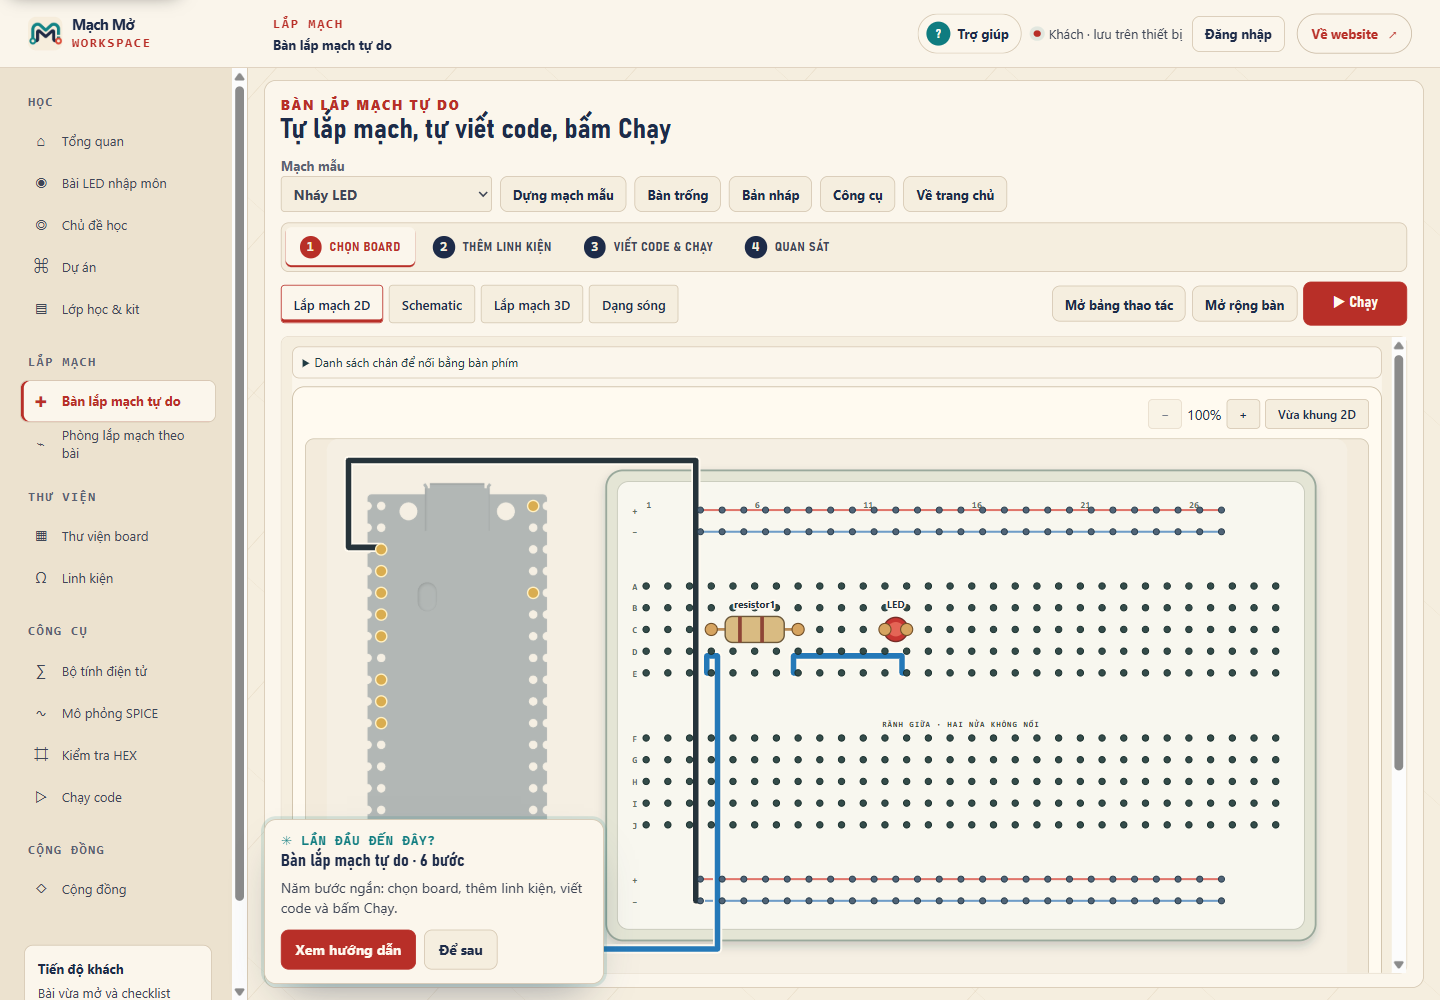 Mạch Mở
WORKSPACE
LẮP MẠCH
Bàn lắp mạch tự do
? Trợ giúp
Khách · lưu trên thiết bị
Đăng nhập
Về website ↗
HỌC
Tổng quan
Bài LED nhập môn
Chủ đề học
Dự án
Lớp học & kit
LẮP MẠCH
Bàn lắp mạch tự do
Phòng lắp mạch theo
bài
THƯ VIỆN
Thư viện board
Linh kiện
CÔNG CỤ
Bộ tính điện tử
Mô phỏng SPICE
Kiểm tra HEX
Chạy code
CỘNG ĐỒNG
Cộng đồng
Tiến độ khách
Bài vừa mở và checklist
BÀN LẮP MẠCH TỰ DO
Tự lắp mạch, tự viết code, bấm Chạy
Mạch mẫu
Nháy LED
Dựng mạch mẫu
Bàn trống
Bản nháp
Công cụ
Về trang chủ
1 CHỌN BOARD
2 THÊM LINH KIỆN
3 VIẾT CODE & CHẠY
4 QUAN SÁT
Lắp mạch 2D
Schematic
Lắp mạch 3D
Dạng sóng
Mở bảng thao tác
Mở rộng bàn
▶ Chạy
▶ Danh sách chân để nối bằng bàn phím
−
100%
+
Vừa khung 2D
1 6 11 16 21 26
+
−
A
B
resistor1
LED
C
D
E
RÃNH GIỮA · HAI NỬA KHÔNG NỐI
F
G
H
I
J
+
−
✳ LẦN ĐẦU ĐẾN ĐÂY?
Bàn lắp mạch tự do · 6 bước
Năm bước ngắn: chọn board, thêm linh kiện, viết
code và bấm Chạy.
Xem hướng dẫn
Để sau